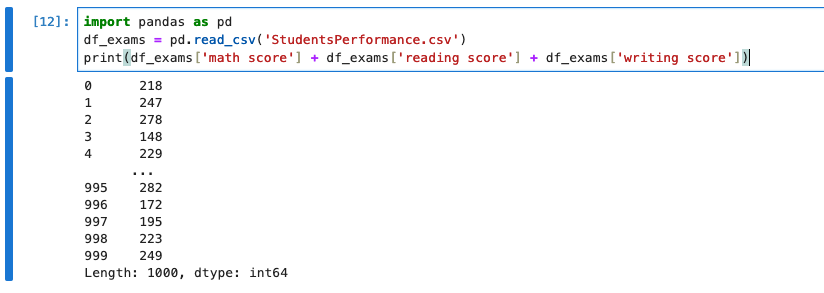 [12]: import pandas as pd
df_exams = pd.read_csv('StudentsPerformance.csv')
print(df_exams['math score'] + df_exams['reading score'] + df_exams['writing score'])
0      218
1      247
2      278
3      148
4      229
      ...
995    282
996    172
997    195
998    223
999    249
Length: 1000, dtype: int64